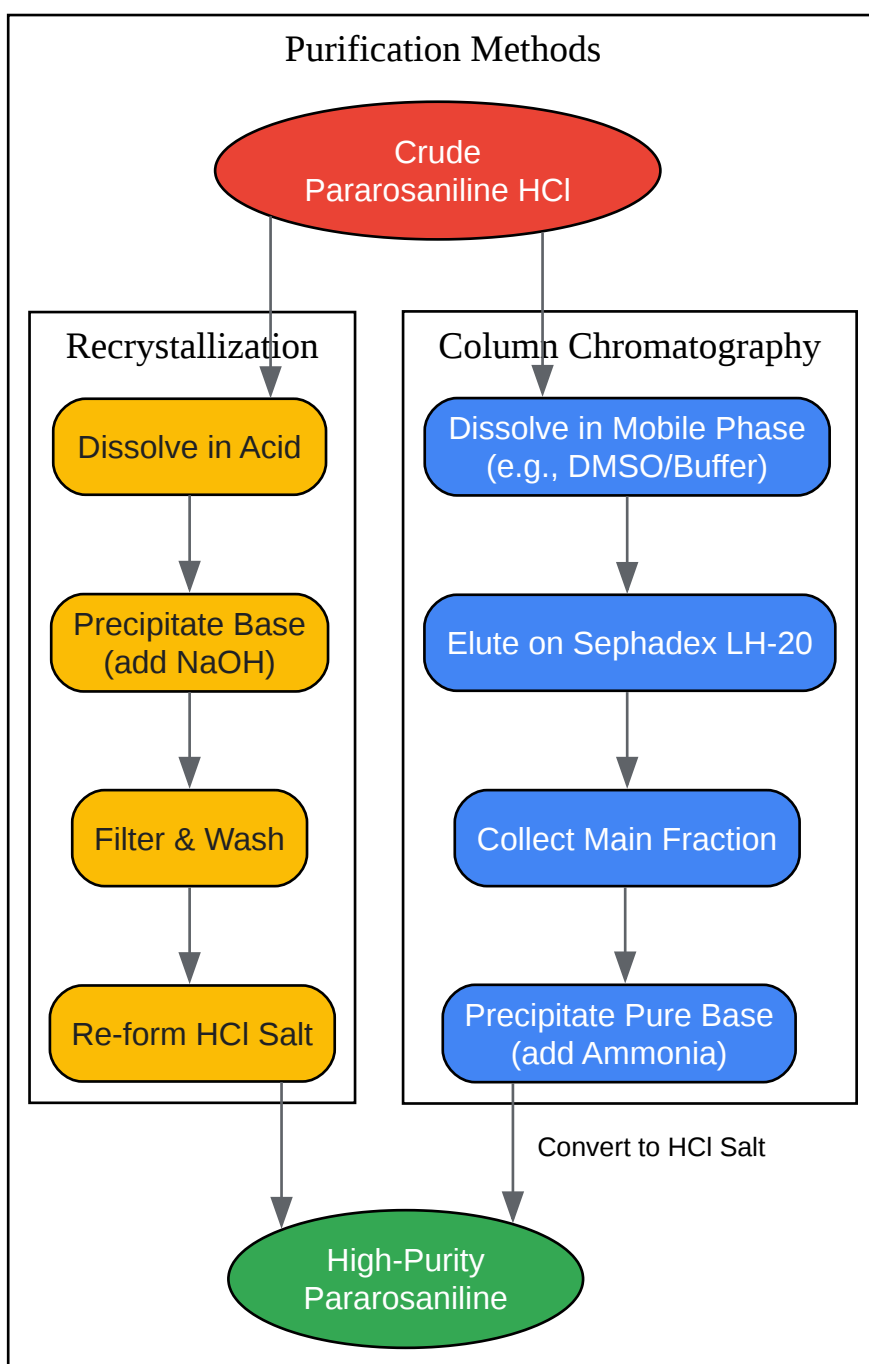 Purification Methods
Crude
Pararosaniline HCl
Recrystallization
Dissolve in Acid
Precipitate Base
(add NaOH)
Filter & Wash
Re-form HCl Salt
Column Chromatography
Dissolve in Mobile Phase
(e.g., DMSO/Buffer)
Elute on Sephadex LH-20
Collect Main Fraction
Precipitate Pure Base
(add Ammonia)
Convert to HCl Salt
High-Purity
Pararosaniline